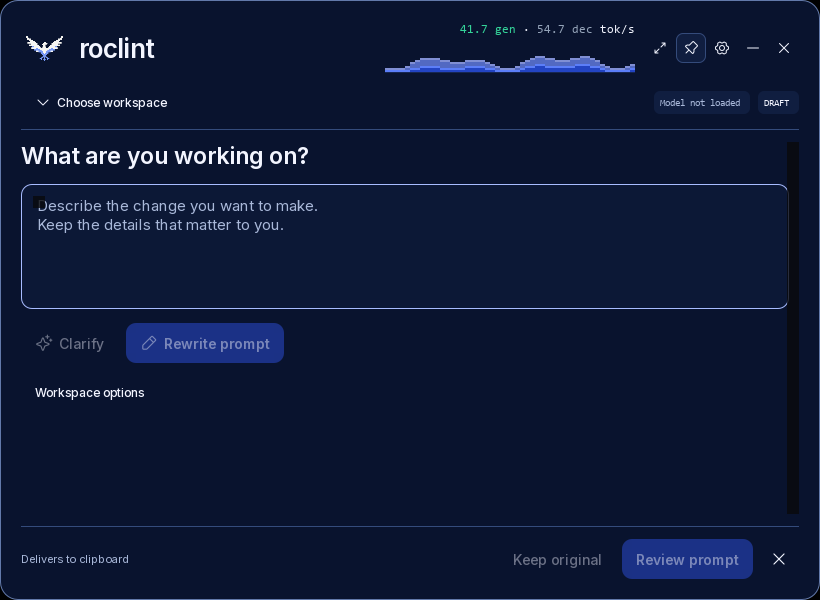 roclint
41.7 gen · 54.7 dec tok/s
Choose workspace
Model not loaded
DRAFT
What are you working on?
Describe the change you want to make.
Keep the details that matter to you.
Clarify
Rewrite prompt
Workspace options
Delivers to clipboard
Keep original
Review prompt